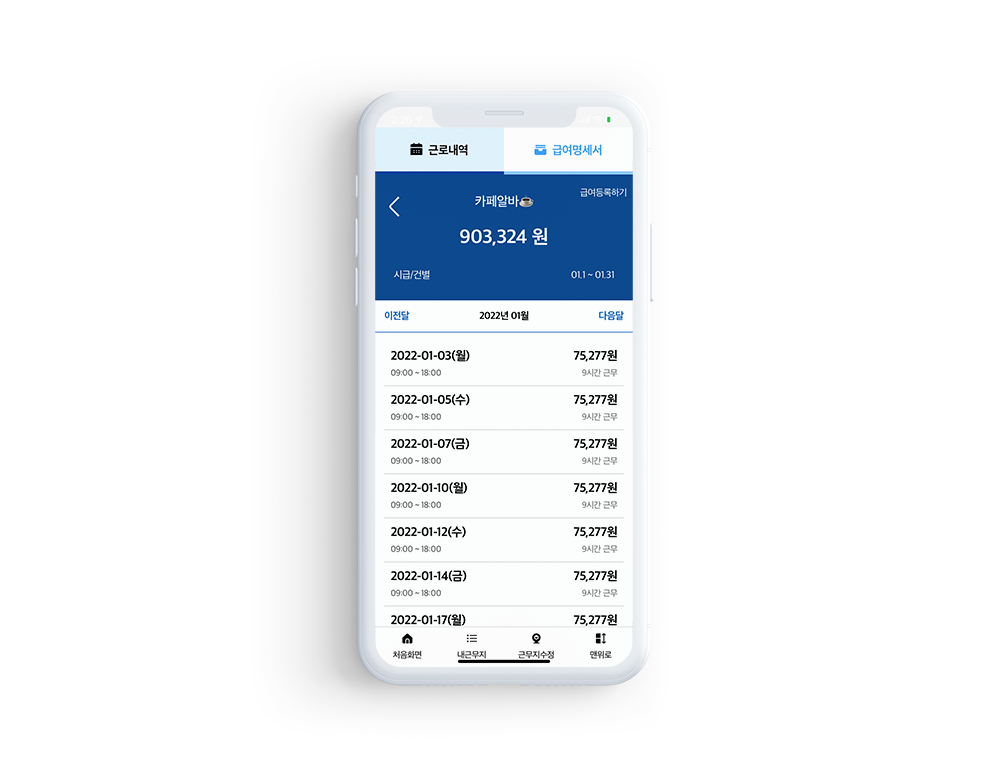 근로내역
급여명세서
급여등록하기
카페알바☕
903,324 원
시급/건별
01.1 ~ 01.31
이전달
2022년 01월
다음달
2022-01-03(월) 75,277원
09:00 ~ 18:00 9시간 근무
2022-01-05(수) 75,277원
09:00 ~ 18:00 9시간 근무
2022-01-07(금) 75,277원
09:00 ~ 18:00 9시간 근무
2022-01-10(월) 75,277원
09:00 ~ 18:00 9시간 근무
2022-01-12(수) 75,277원
09:00 ~ 18:00 9시간 근무
2022-01-14(금) 75,277원
09:00 ~ 18:00 9시간 근무
2022-01-17(월) 75,277원
처음화면 내근무지 근무지수정 맨위로